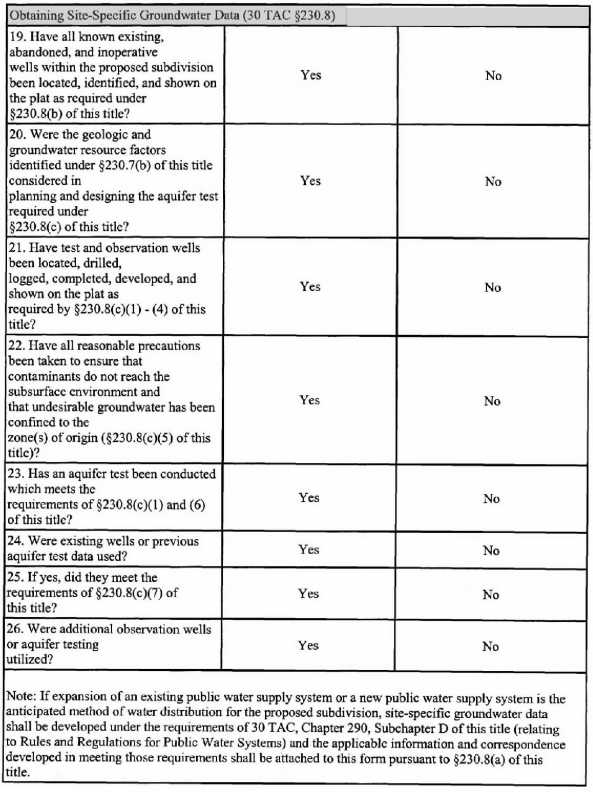 Obtaining Site-Specific Groundwater Data (30 TAC §230.8)
19. Have all known existing,
abandoned, and inoperative
wells within the proposed subdivision
been located, identified, and shown on
the plat as required under
§230.8(b) of this title?
Yes
No
20. Were the geologic and
groundwater resource factors
identified under §230.7(b) of this title
considered in
planning and designing the aquifer test
required under
§230.8(c) of this title?
Yes
No
21. Have test and observation wells
been located, drilled,
logged, completed, developed, and
shown on the plat as
required by §230.8(c)(1) - (4) of this
title?
Yes
No
22. Have all reasonable precautions
been taken to ensure that
contaminants do not reach the
subsurface environment and
that undesirable groundwater has been
confined to the
zone(s) of origin (§230.8(c)(5) of this
title)?
Yes
No
23. Has an aquifer test been conducted
which meets the
requirements of §230.8(c)(1) and (6)
of this title?
Yes
No
24. Were existing wells or previous
aquifer test data used?
Yes
No
25. If yes, did they meet the
requirements of §230.8(c)(7) of
this title?
Yes
No
26. Were additional observation wells
or aquifer testing
utilized?
Yes
No
Note: If expansion of an existing public water supply system or a new public water supply system is the
anticipated method of water distribution for the proposed subdivision, site-specific groundwater data
shall be developed under the requirements of 30 TAC, Chapter 290, Subchapter D of this title (relating
to Rules and Regulations for Public Water Systems) and the applicable information and correspondence
developed in meeting those requirements shall be attached to this form pursuant to §230.8(a) of this
title.